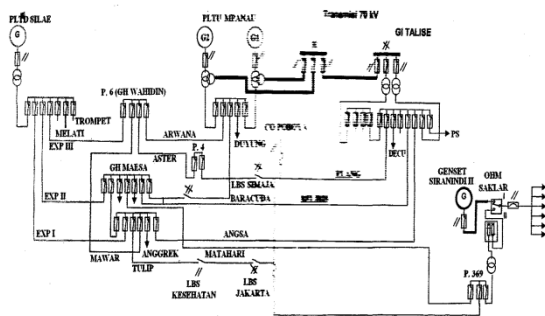 PLTD SILAE
PLTU MPANAU
Transmisi 70 kV
GI TALISE
G
G2
G1
P. 6 (GH WAHIDIN)
TROMPET
MELATI
EXP III
ARWANA
DUYUNG
ASTER
P. 4
PS
DECU
GH MAESA
LBS SEMAJA
ELANG
GENSET
SIRANINDI II
OHM
SAKLAR
EXP II
BARACUDA
G
I
EXP I
ANGSA
MAWAR
ANGGREK
TULIP
MATAHARI
LBS
KESEHATAN
LBS
JAKARTA
P. 369